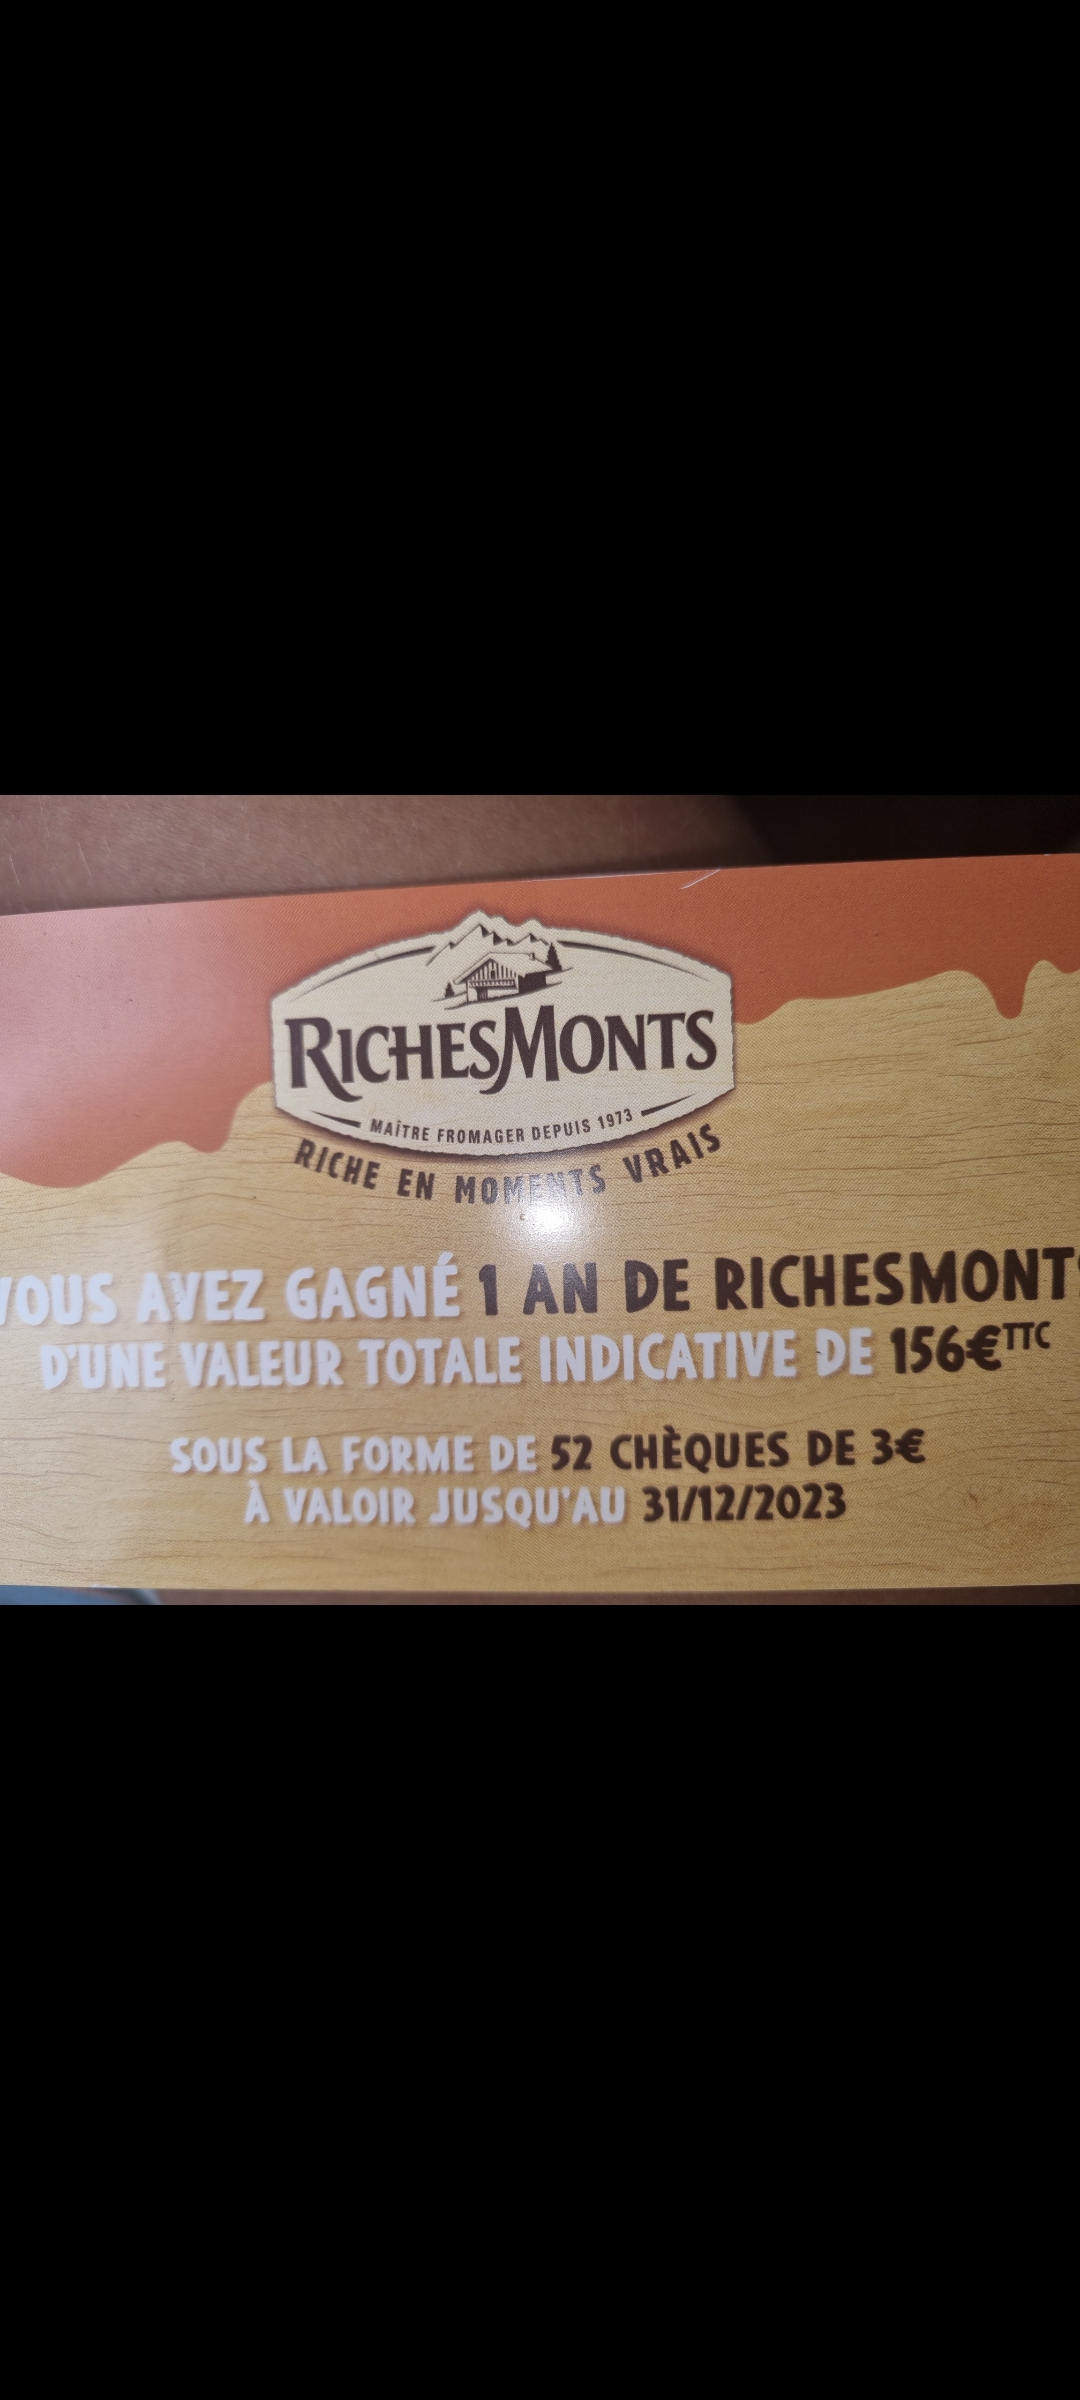 RICHESMONTS
MAÎTRE FROMAGER DEPUIS 1973
RICHE EN MOMENTS VRAIS
VOUS AVEZ GAGNÉ 1 AN DE RICHESMONTS
D'UNE VALEUR TOTALE INDICATIVE DE 156€TTC
SOUS LA FORME DE 52 CHÈQUES DE 3€
À VALOIR JUSQU'AU 31/12/2023